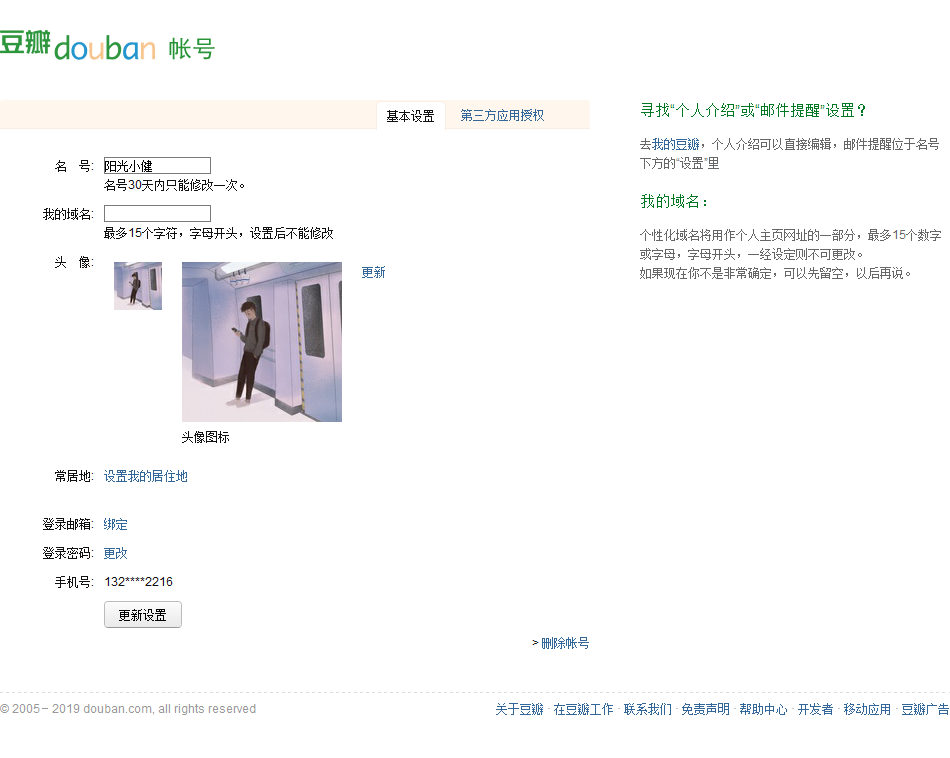 豆瓣douban 帐号
基本设置 第三方应用授权
名 号: 阳光小健
名号30天内只能修改一次。
我的域名:
最多15个字符，字母开头，设置后不能修改
头 像: 更新
头像图标
常居地: 设置我的居住地
登录邮箱: 绑定
登录密码: 更改
手机号: 132****2216
更新设置
> 删除帐号
寻找“个人介绍”或“邮件提醒”设置？
去我的豆瓣，个人介绍可以直接编辑，邮件提醒位于名号
下方的“设置”里
我的域名：
个性化域名将用作个人主页网址的一部分，最多15个数字
或字母，字母开头，一经设定则不可更改。
如果现在你不是非常确定，可以先留空，以后再说。
© 2005－2019 douban.com, all rights reserved
关于豆瓣 · 在豆瓣工作 · 联系我们 · 免责声明 · 帮助中心 · 开发者 · 移动应用 · 豆瓣广告